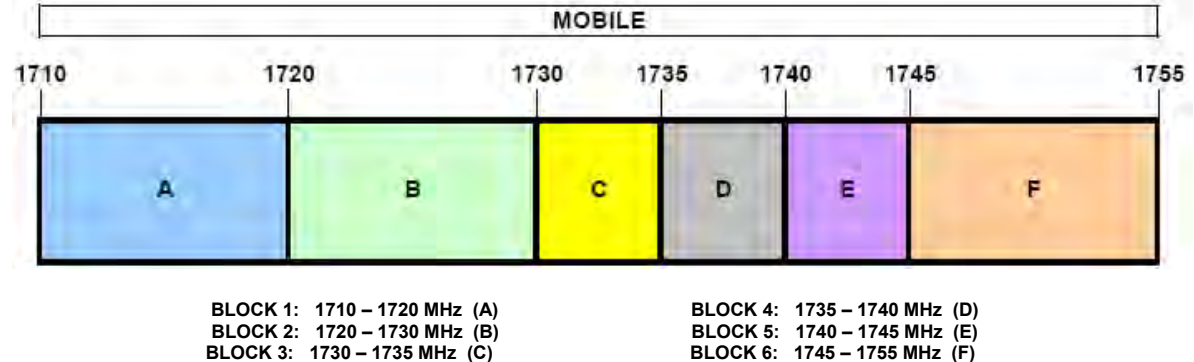 MOBILE
1710 1720 1730 1735 1740 1745 1755
A B C D E F
BLOCK 1: 1710 – 1720 MHz (A) BLOCK 4: 1735 – 1740 MHz (D)
BLOCK 2: 1720 – 1730 MHz (B) BLOCK 5: 1740 – 1745 MHz (E)
BLOCK 3: 1730 – 1735 MHz (C) BLOCK 6: 1745 – 1755 MHz (F)